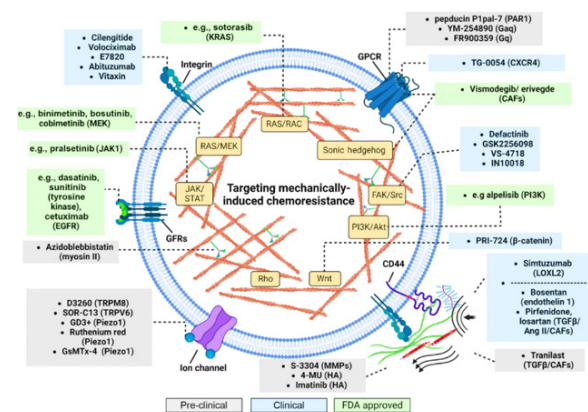 • Cilengitide
• Volociximab
• E7820
• Abituzumab
• Vitaxin
Integrin
• e.g., sotorasib
(KRAS)
GPCR
• pepducin P1pal-7 (PAR1)
• YM-254890 (Gaq)
• FR900359 (Gq)
• TG-0054 (CXCR4)
• Vismodegib/ erivegde
(CAFs)
e.g., binimetinib, bosutinib,
cobimetinib (MEK)
e.g., pralsetinib (JAK1)
e.g., dasatinib,
sunitinib
(tyrosine
kinase),
cetuximab
(EGFR)
GFRs
• Azidoblebbistatin
(myosin II)
RAS/RAC
RAS/MEK
Sonic hedgehog
JAK/
STAT
Targeting mechanically-
induced chemoresistance
FAK/Src
PI3K/Akt
Rho
Wnt
• Defactinib
• GSK2256098
• VS-4718
• IN10018
• e.g alpelisib (PI3K)
• PRI-724 (β-catenin)
CD44
• Simtuzumab
(LOXL2)
• Bosentan
(endothelin 1)
• Pirfenidone,
losartan (TGFβ/
Ang II/CAFs)
• Tranilast
(TGFβ/CAFs)
• D3260 (TRPM8)
• SOR-C13 (TRPV6)
• GD3+ (Piezo1)
• Ruthenium red
(Piezo1)
• GsMTx-4 (Piezo1)
Ion channel
• S-3304 (MMPs)
• 4-MU (HA)
• Imatinib (HA)
Pre-clinical
Clinical
FDA approved